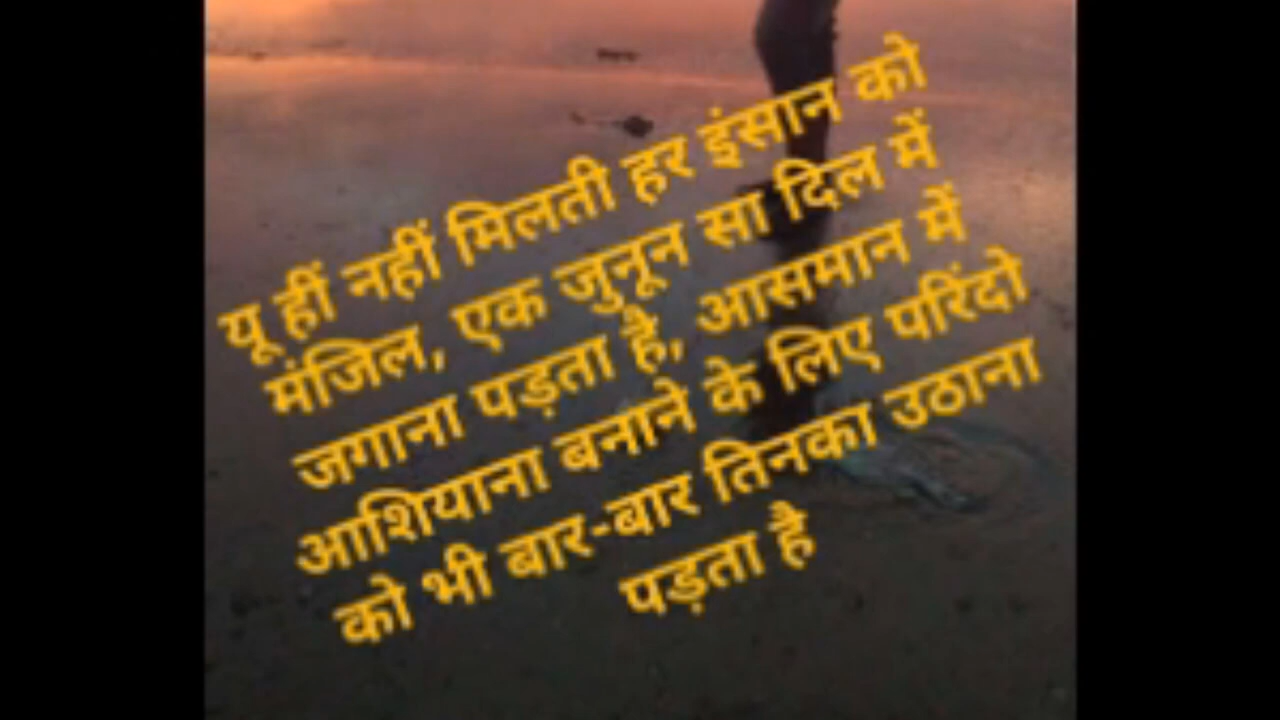 यू हीं नहीं मिलती हर इंसान को
मंजिल, एक जुनून सा दिल में
जगाना पड़ता है, आसमान में
आशियाना बनाने के लिए परिंदो
को भी बार-बार तिनका उठाना
पड़ता है